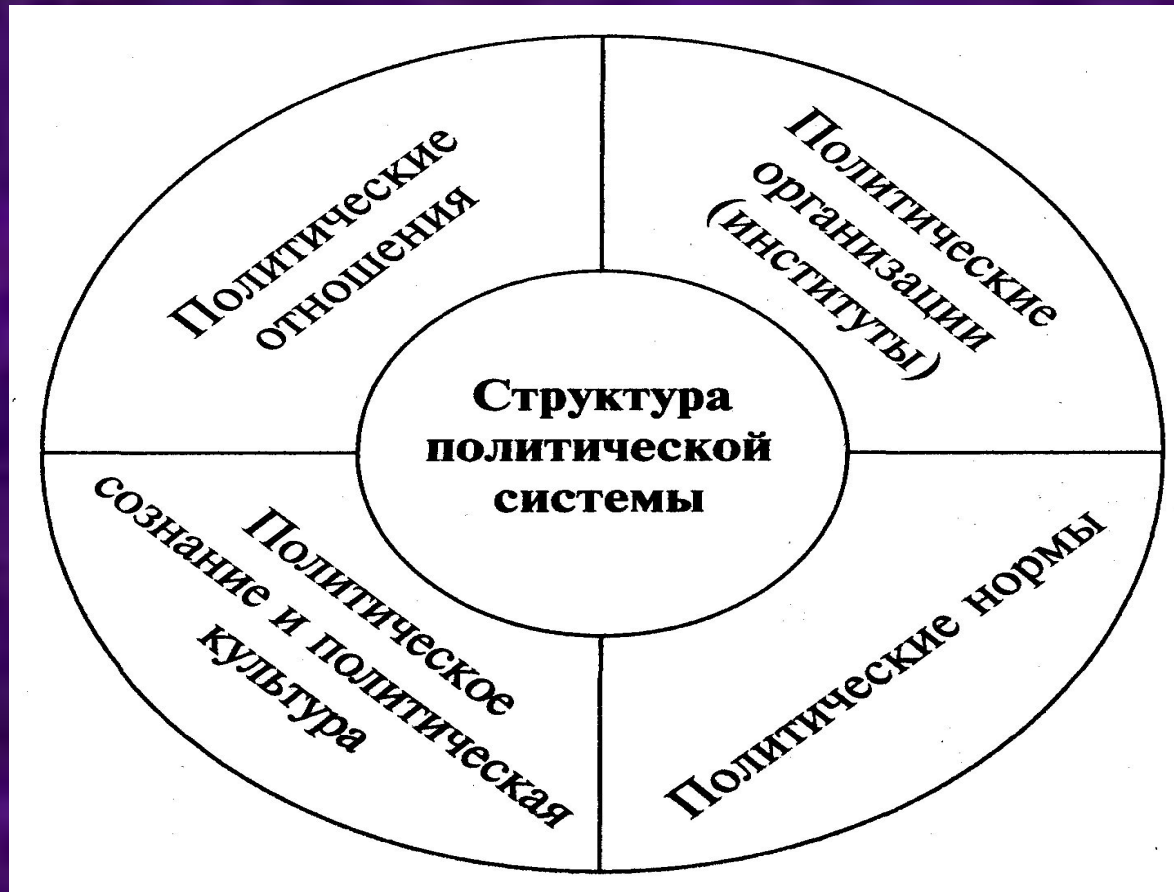 Политические
отношения
Политические
организации
(институты)
Структура
политической
системы
Политическое
сознание и политическая
культура
Политические нормы